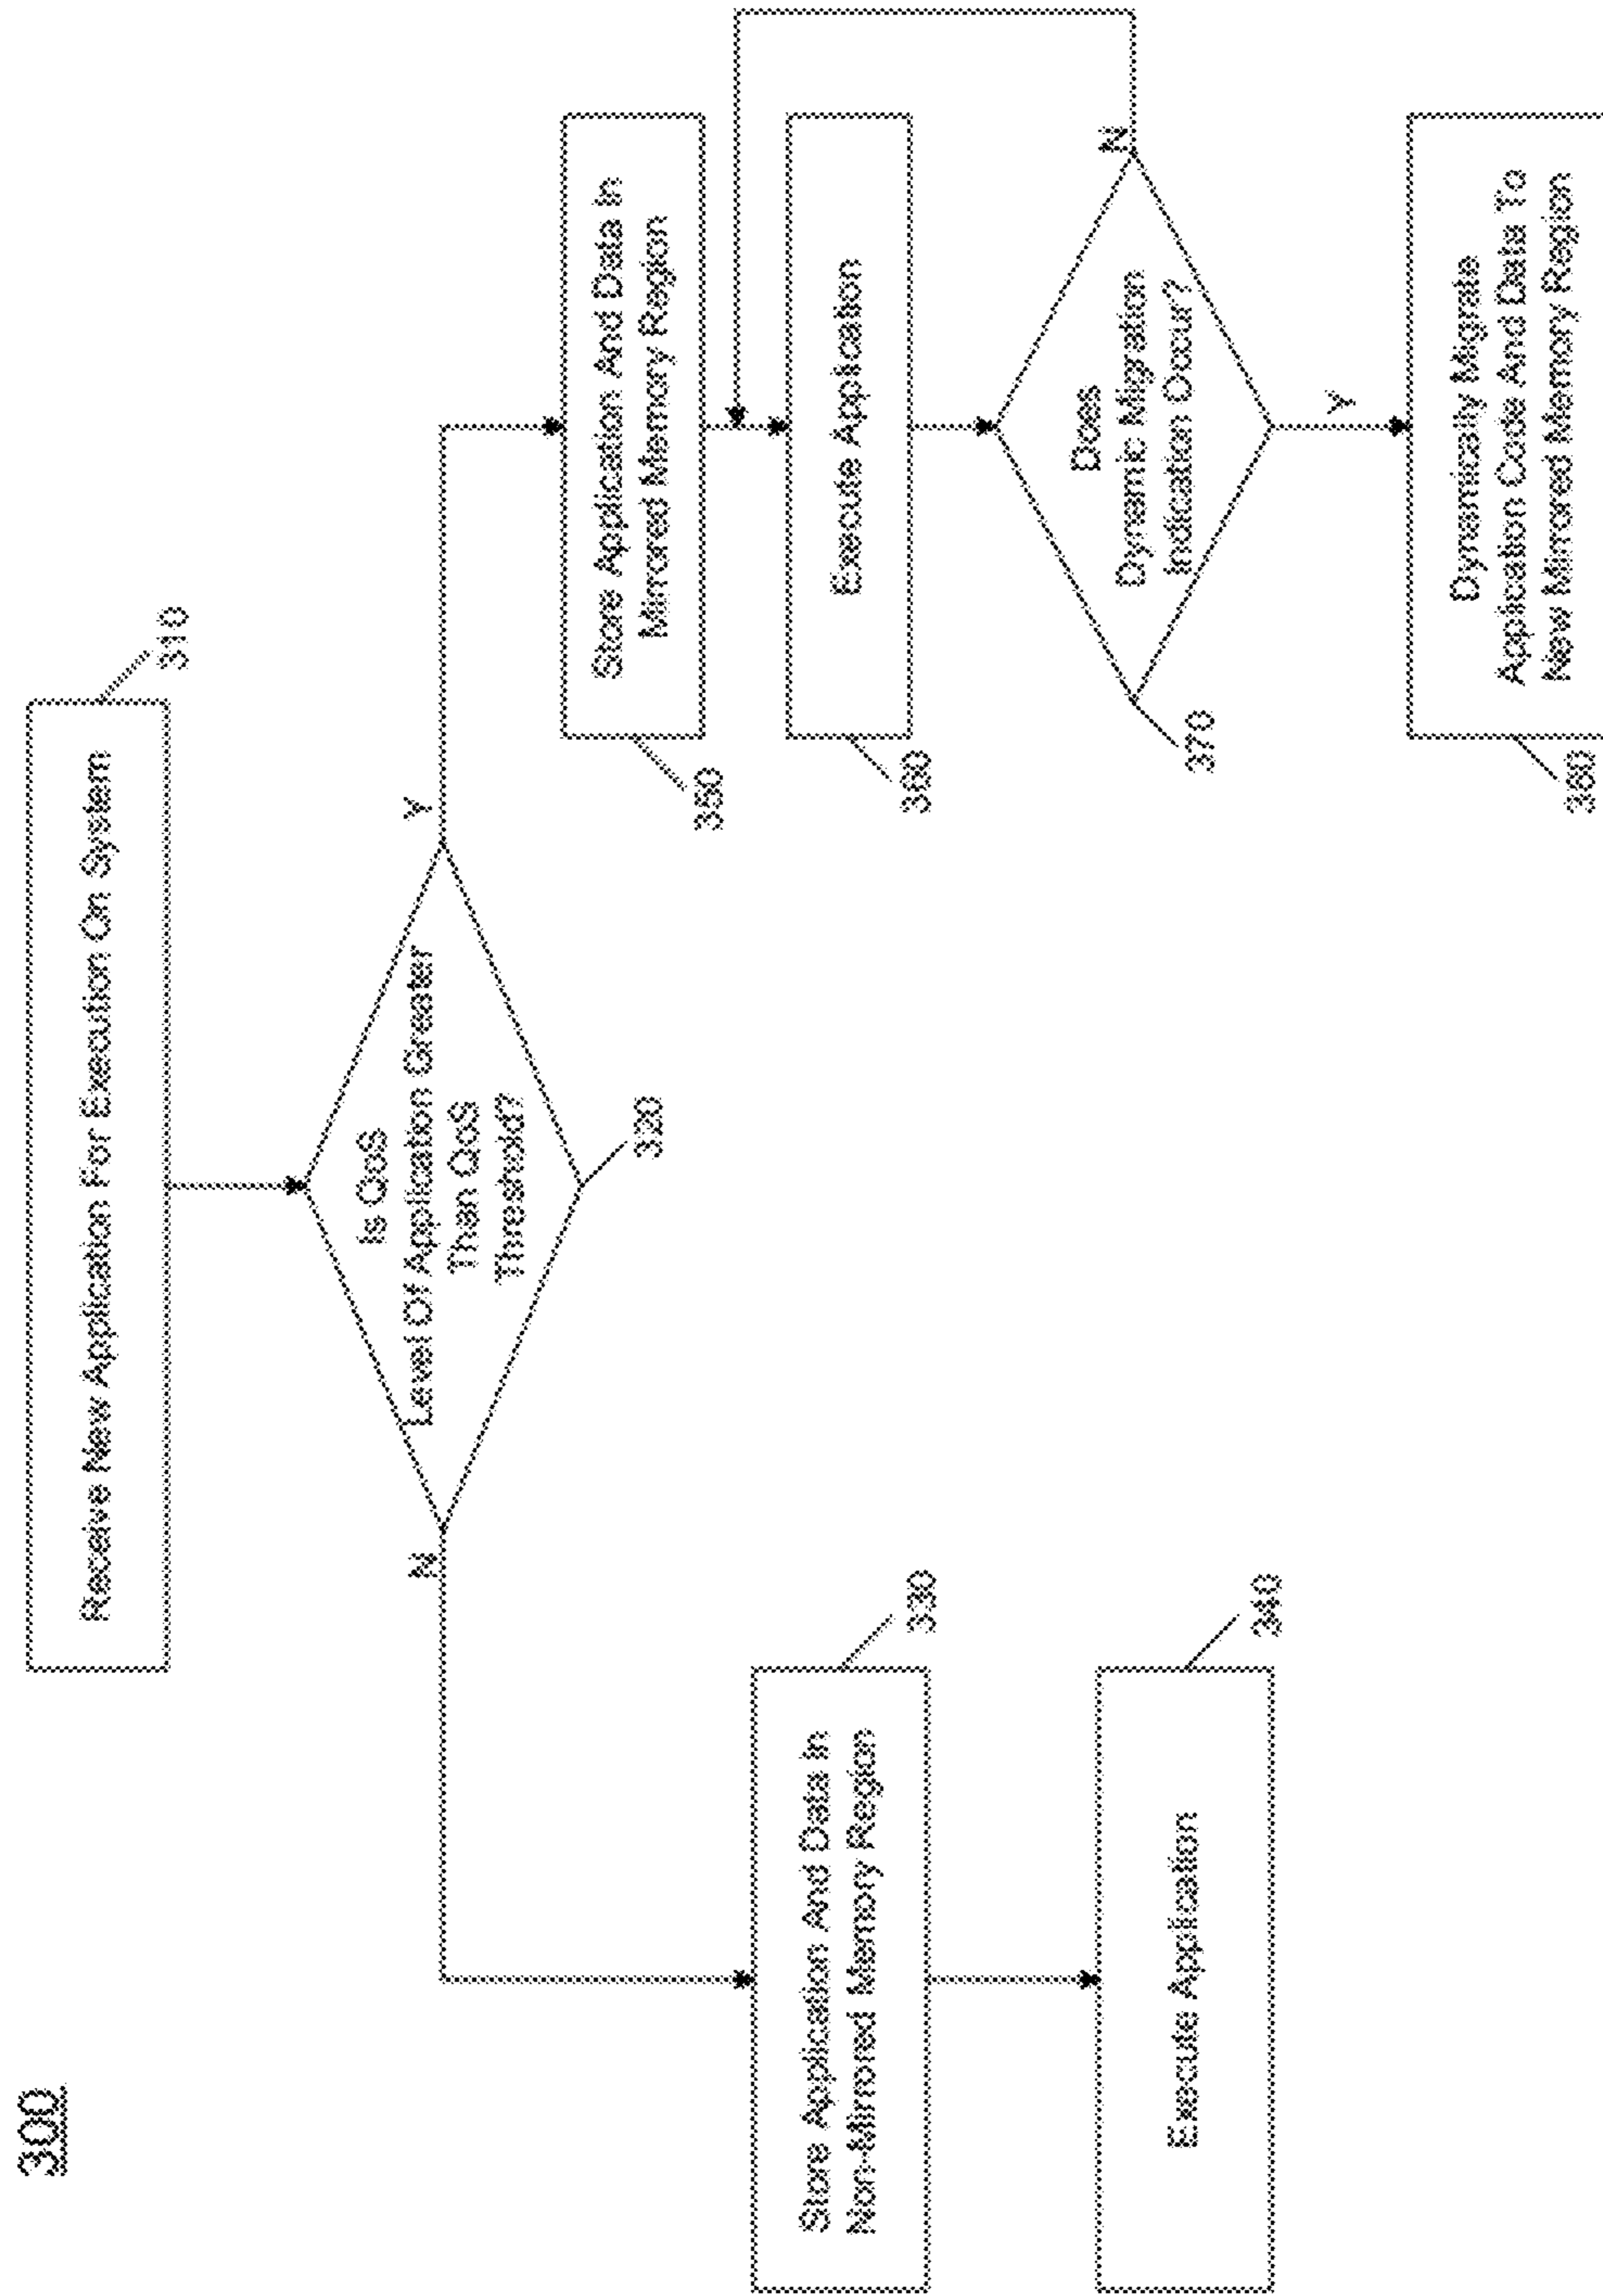 300
Receive New Application For Execution On System
310
Is QoS
Level Of Application Greater
Than QoS
Threshold?
320
N
Y
Store Application And Data In
Non-Mirrored Memory Region
330
Execute Application
340
Store Application And Data In
Mirrored Memory Region
350
Execute Application
360
Does
Dynamic Migration
Indication Occur?
370
N
Y
Dynamically Migrate
Application Code And Data To
New Mirrored Memory Region
380